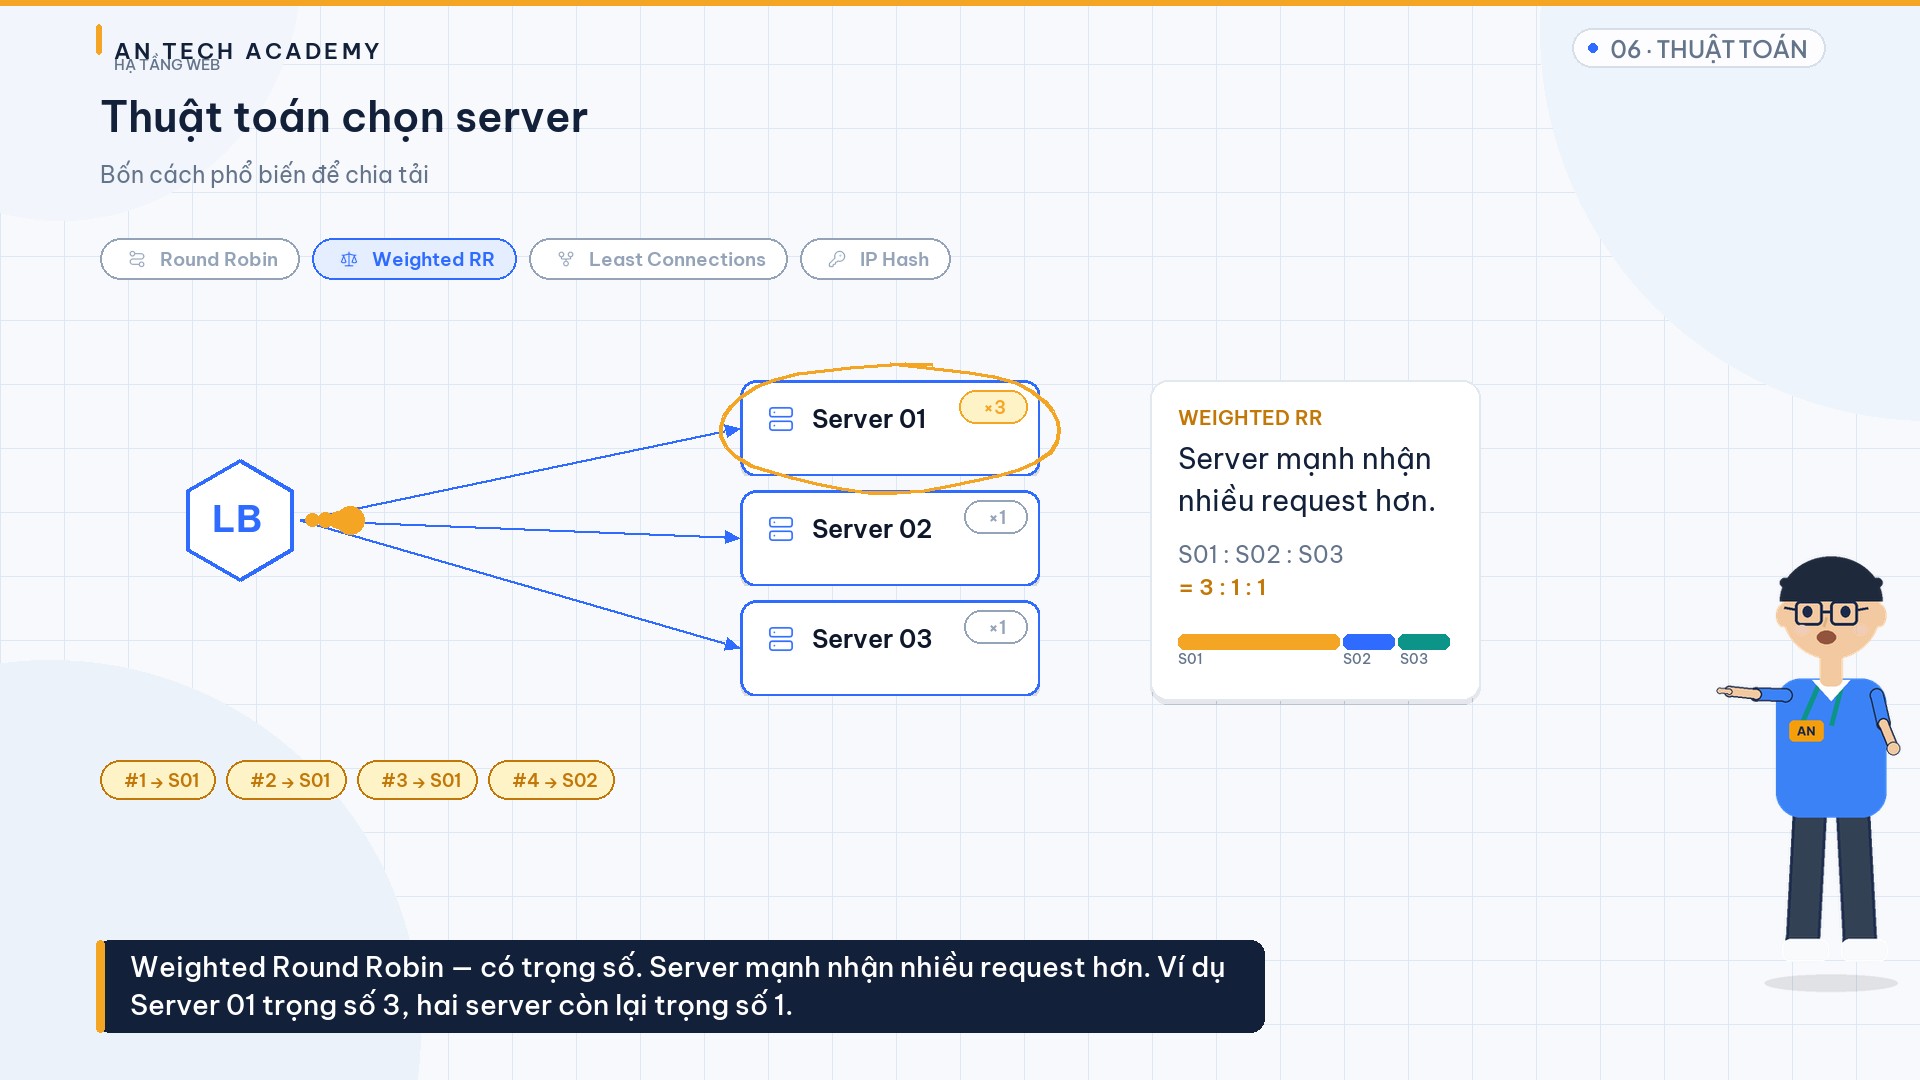 AN TECH ACADEMY
HẠ TẦNG WEB
06 · THUẬT TOÁN
Thuật toán chọn server
Bốn cách phổ biến để chia tải
Round Robin
Weighted RR
Least Connections
IP Hash
LB
Server 01
×3
Server 02
×1
Server 03
×1
WEIGHTED RR
Server mạnh nhận
nhiều request hơn.
S01 : S02 : S03
= 3 : 1 : 1
S01 S02 S03
AN
#1 → S01
#2 → S01
#3 → S01
#4 → S02
Weighted Round Robin — có trọng số. Server mạnh nhận nhiều request hơn. Ví dụ
Server 01 trọng số 3, hai server còn lại trọng số 1.